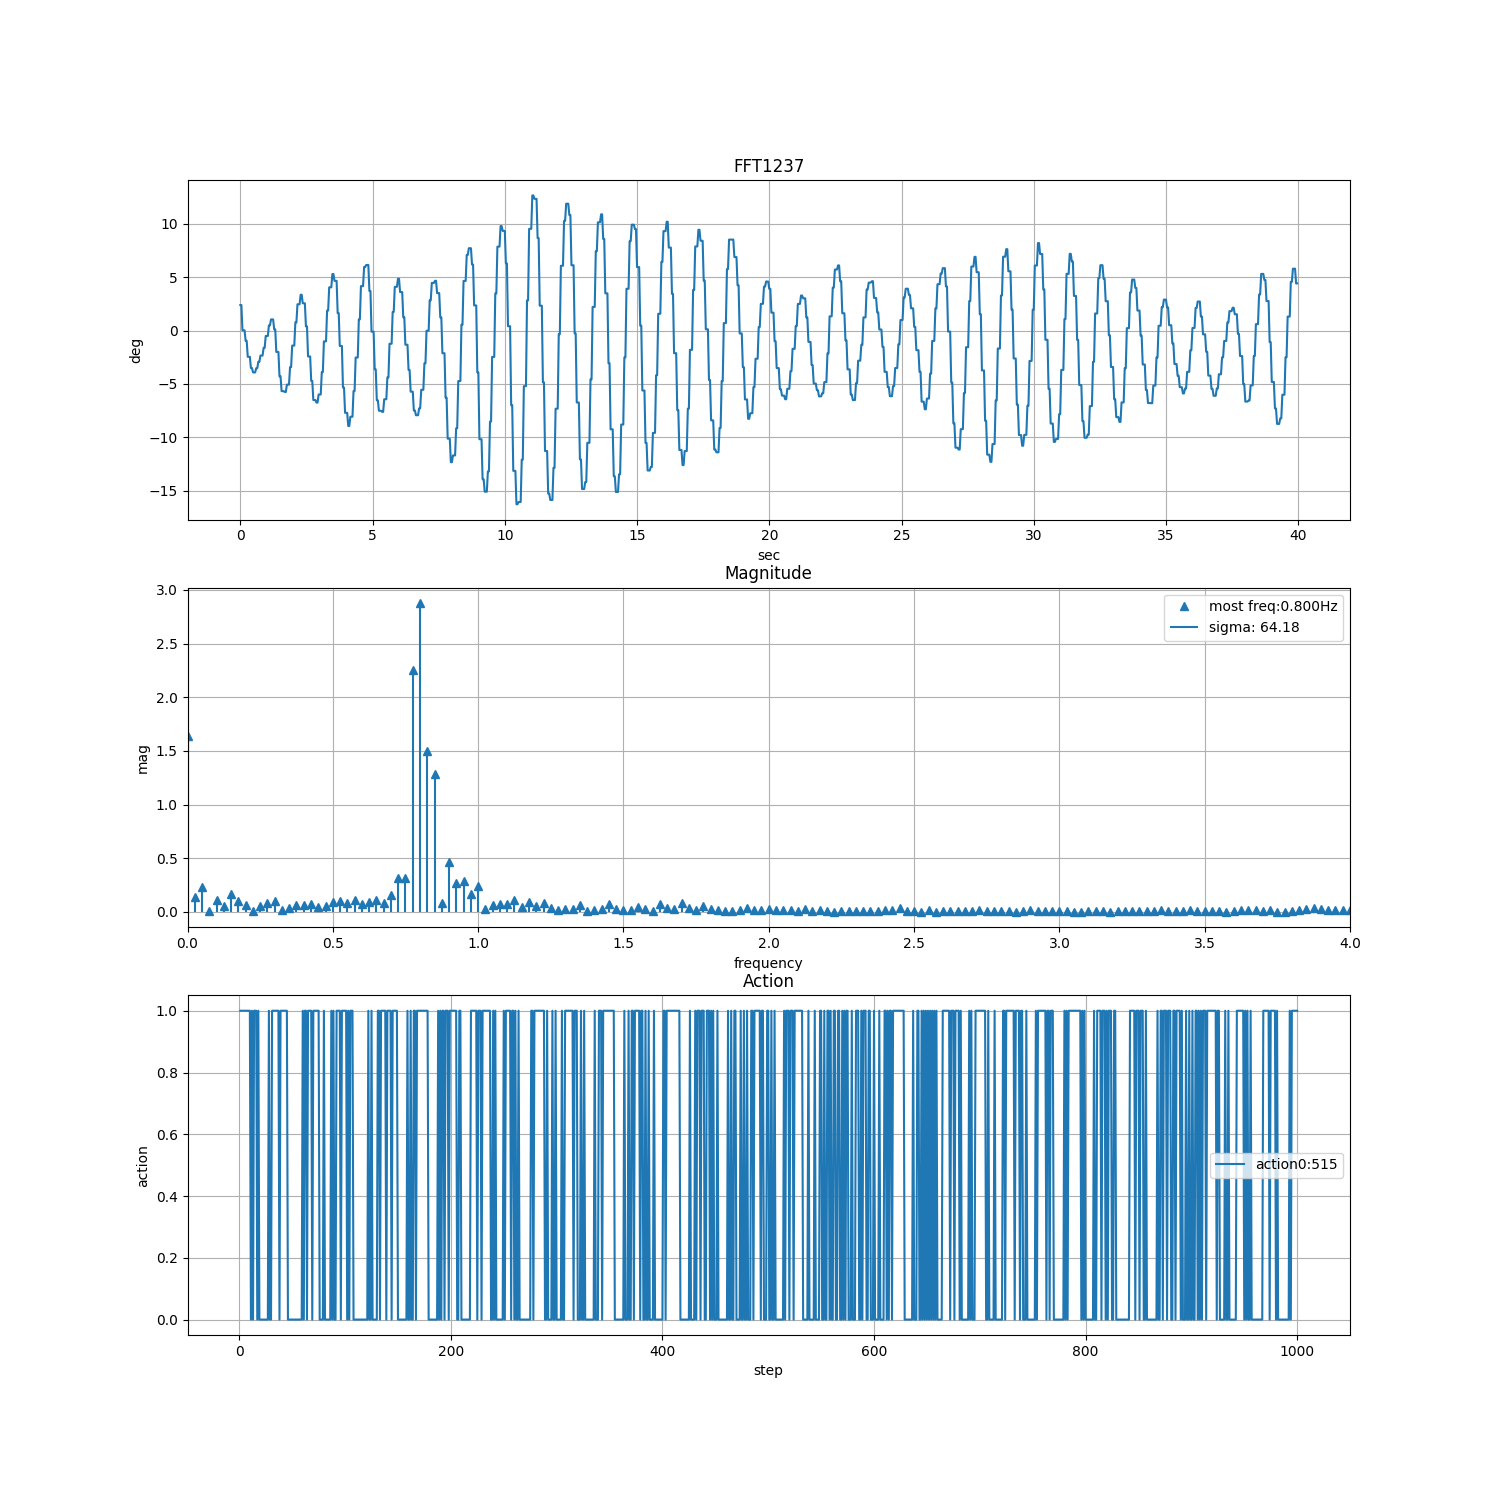 FFT1237
10
5
0
−5
−10
−15
deg
0 5 10 15 20 25 30 35 40
sec
Magnitude
3.0
2.5
2.0
1.5
1.0
0.5
0.0
mag
most freq:0.800Hz
sigma: 64.18
0.0 0.5 1.0 1.5 2.0 2.5 3.0 3.5 4.0
frequency
Action
1.0
0.8
0.6
0.4
0.2
0.0
action
action0:515
0 200 400 600 800 1000
step